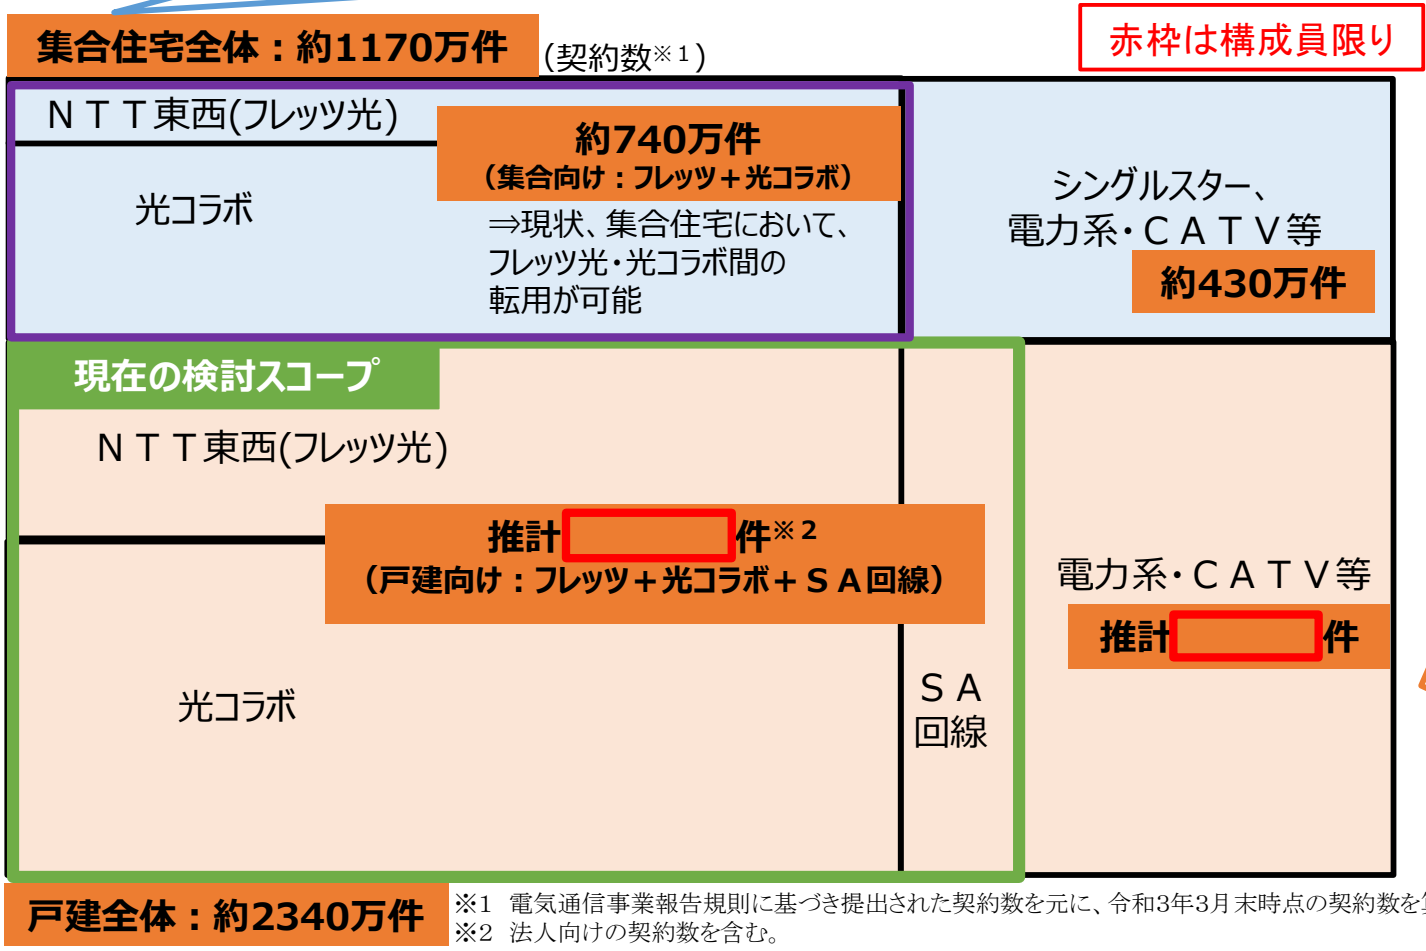 集合住宅全体：約1170万件
（契約数※1）
赤枠は構成員限り
ＮＴＴ東西(フレッツ光)
約740万件
（集合向け：フレッツ＋光コラボ）
光コラボ
⇒現状、集合住宅において、
フレッツ光・光コラボ間の
転用が可能
シングルスター、
電力系・ＣＡＴＶ等
約430万件
現在の検討スコープ
ＮＴＴ東西(フレッツ光)
推計 件※2
（戸建向け：フレッツ＋光コラボ＋ＳＡ回線）
電力系・ＣＡＴＶ等
推計 件
光コラボ
ＳＡ
回線
戸建全体：約2340万件
※1 電気通信事業報告規則に基づき提出された契約数を元に、令和3年3月末時点の契約数を
※2 法人向けの契約数を含む。